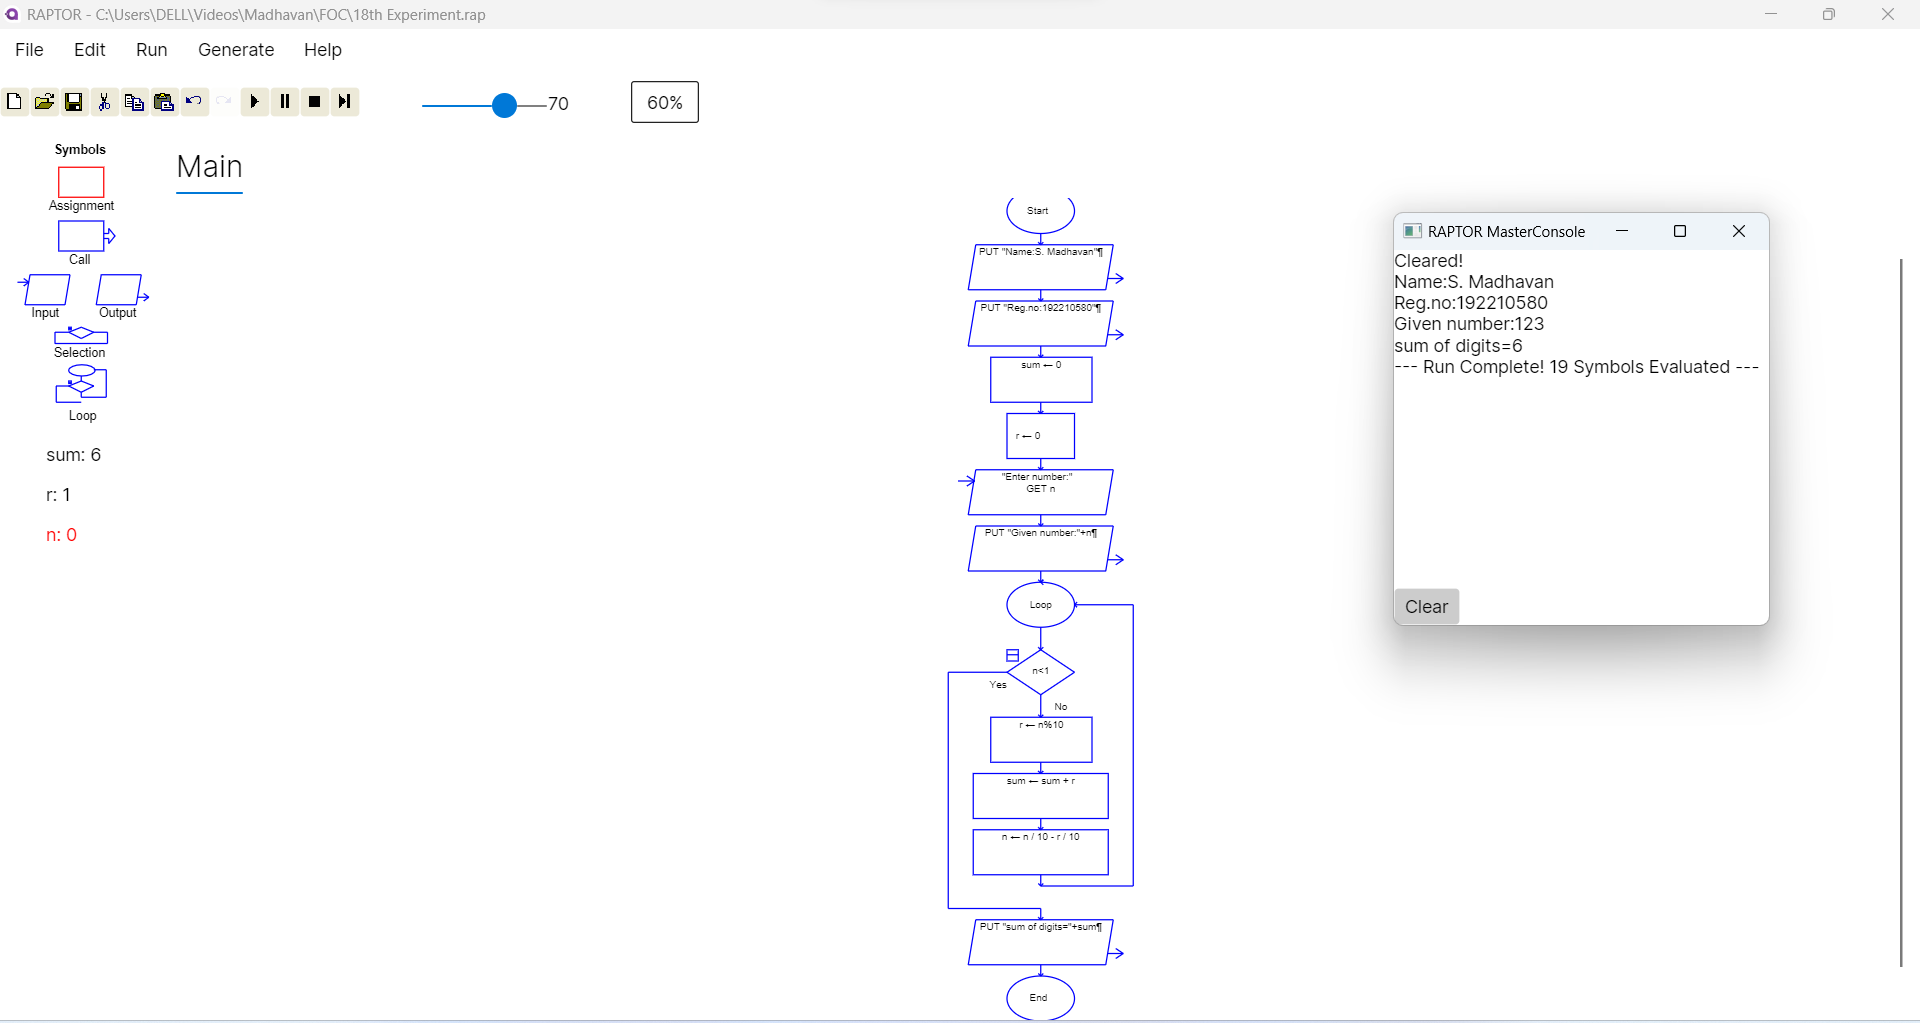 RAPTOR - C:\Users\DELL\Videos\Madhavan\FOC\18th Experiment.rap
File Edit Run Generate Help
70
60%
Symbols
Assignment
Call
Input Output
Selection
Loop
sum: 6
r: 1
n: 0
Main
Start
PUT "Name:S. Madhavan"¶
PUT "Reg.no:192210580"¶
sum ← 0
r ← 0
"Enter number:"
GET n
PUT "Given number:"+n¶
Loop
n<1
Yes
No
r ← n%10
sum ← sum + r
n ← n / 10 - r / 10
PUT "sum of digits="+sum¶
End
RAPTOR MasterConsole
Cleared!
Name:S. Madhavan
Reg.no:192210580
Given number:123
sum of digits=6
--- Run Complete! 19 Symbols Evaluated ---
Clear